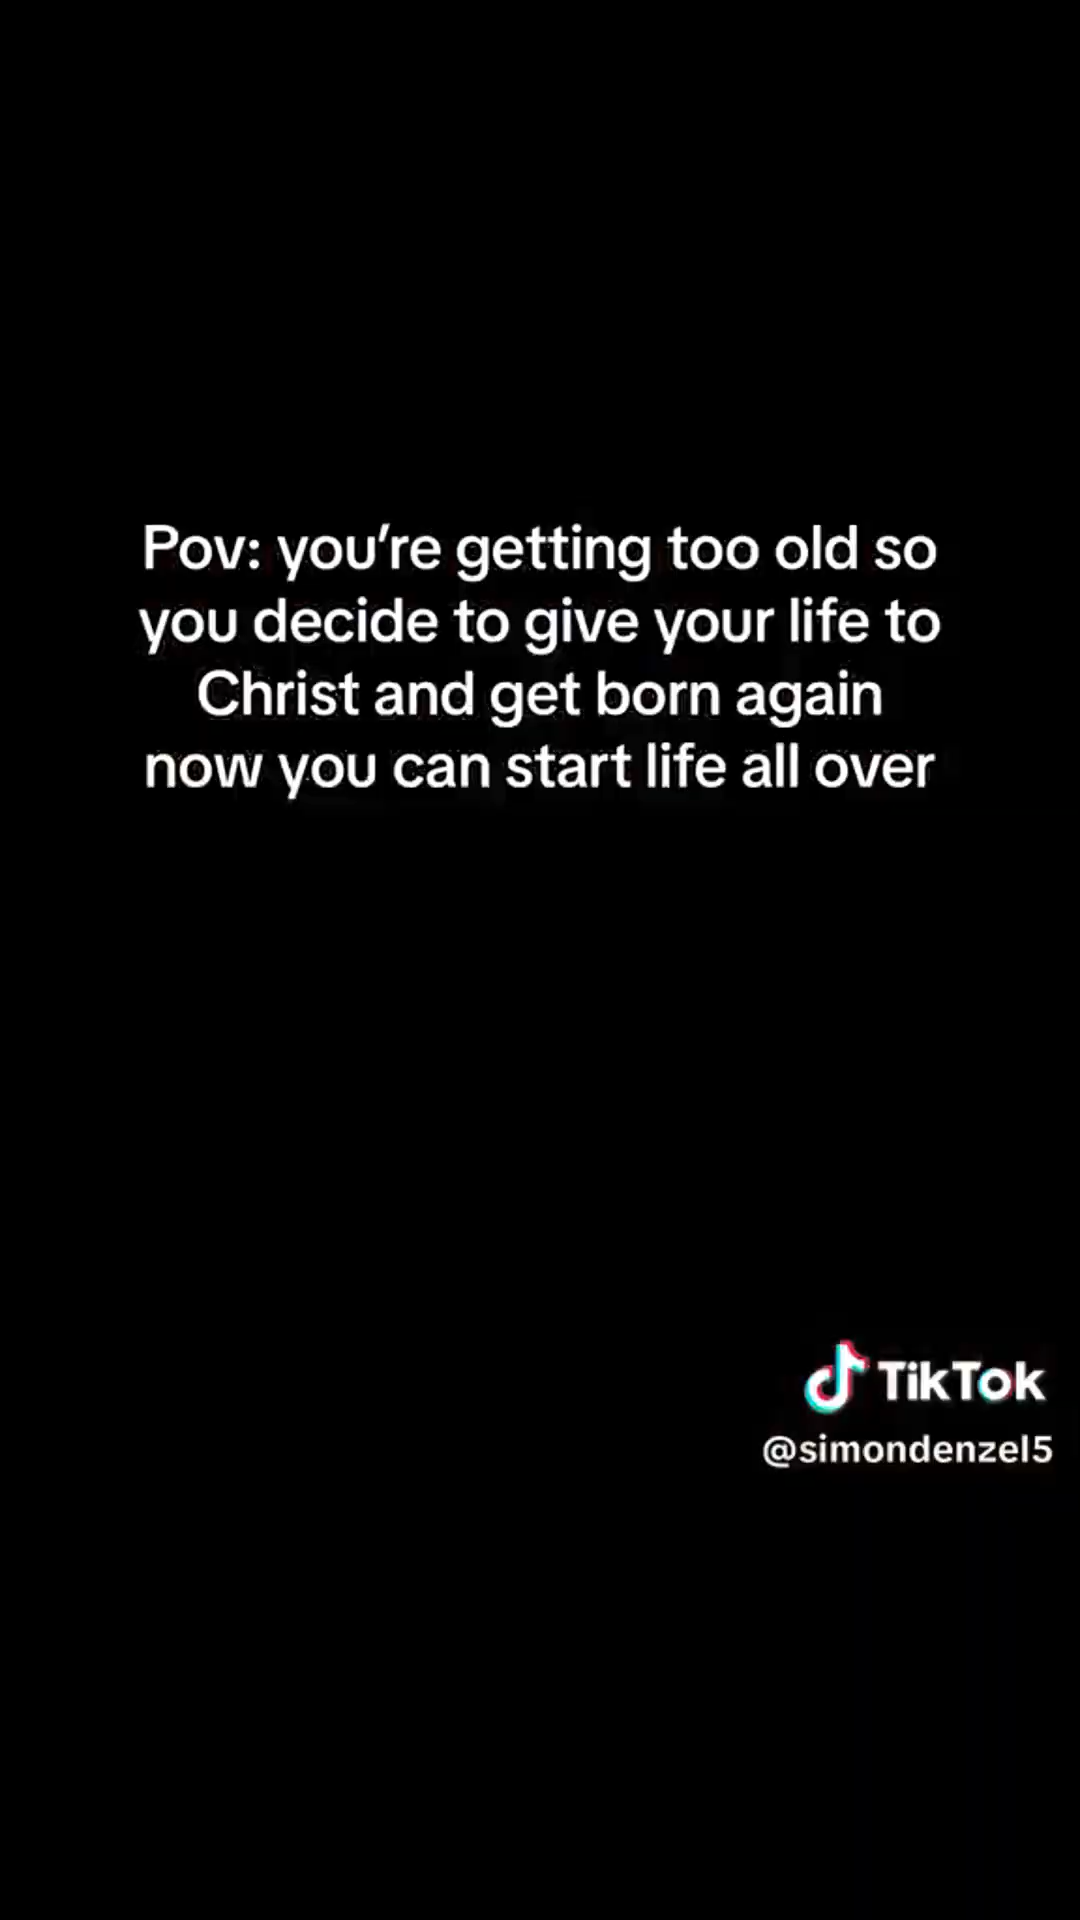 Pov: you’re getting too old so
you decide to give your life to
Christ and get born again
now you can start life all over
TikTok
@simondenzel5